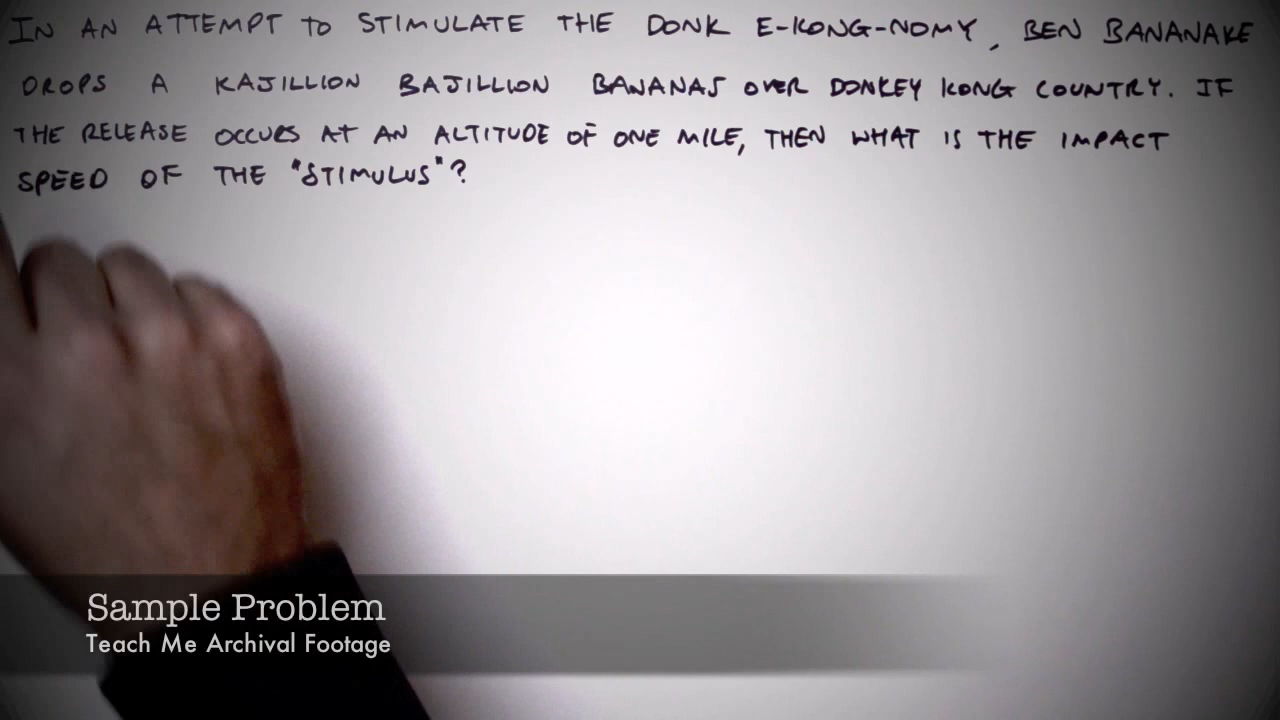 IN AN ATTEMPT TO STIMULATE THE DONK E-KONG-NOMY, BEN BANANAKE
DROPS A KAJILLION BAJILLION BANANAS OVER DONKEY KONG COUNTRY. IF
THE RELEASE OCCURS AT AN ALTITUDE OF ONE MILE, THEN WHAT IS THE IMPACT
SPEED OF THE "STIMULUS"?
Sample Problem
Teach Me Archival Footage